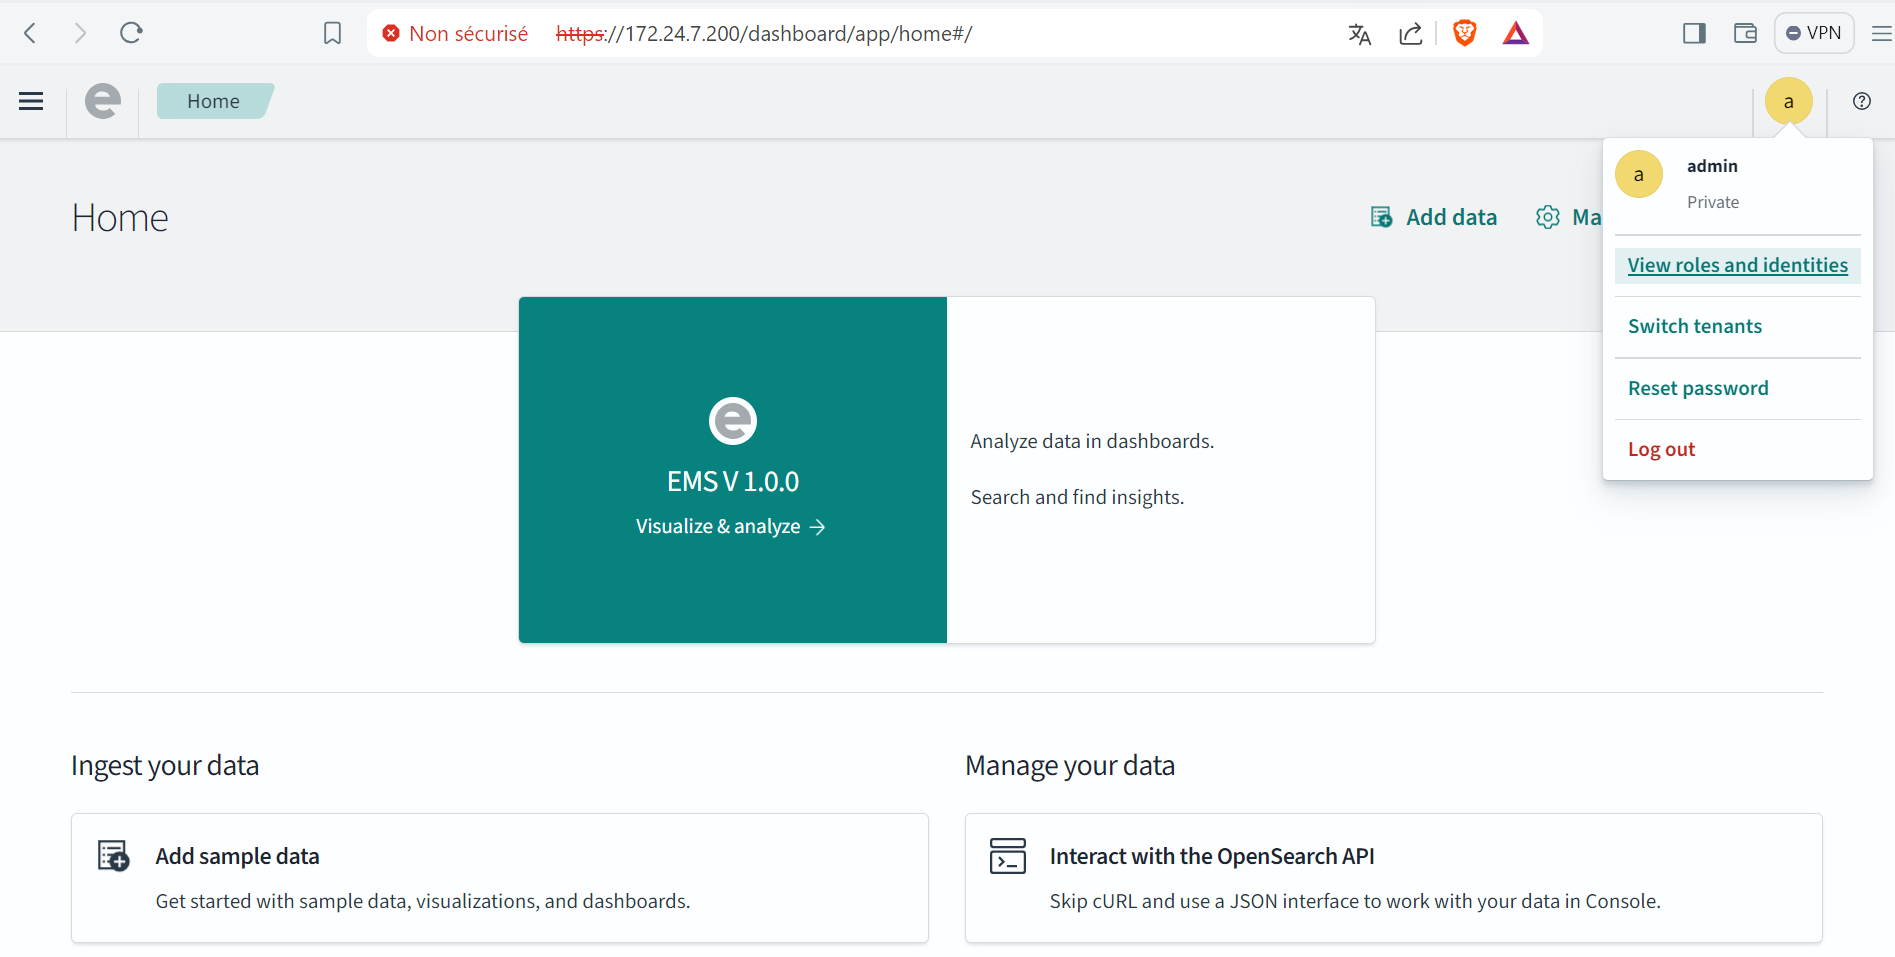 Non sécurisé https://172.24.7.200/dashboard/app/home#/
VPN
e Home
a
a admin
Private
Home
Add data Ma
View roles and identities
Switch tenants
Reset password
Log out
e
EMS V 1.0.0
Visualize & analyze →
Analyze data in dashboards.
Search and find insights.
Ingest your data
Add sample data
Get started with sample data, visualizations, and dashboards.
Manage your data
Interact with the OpenSearch API
Skip cURL and use a JSON interface to work with your data in Console.